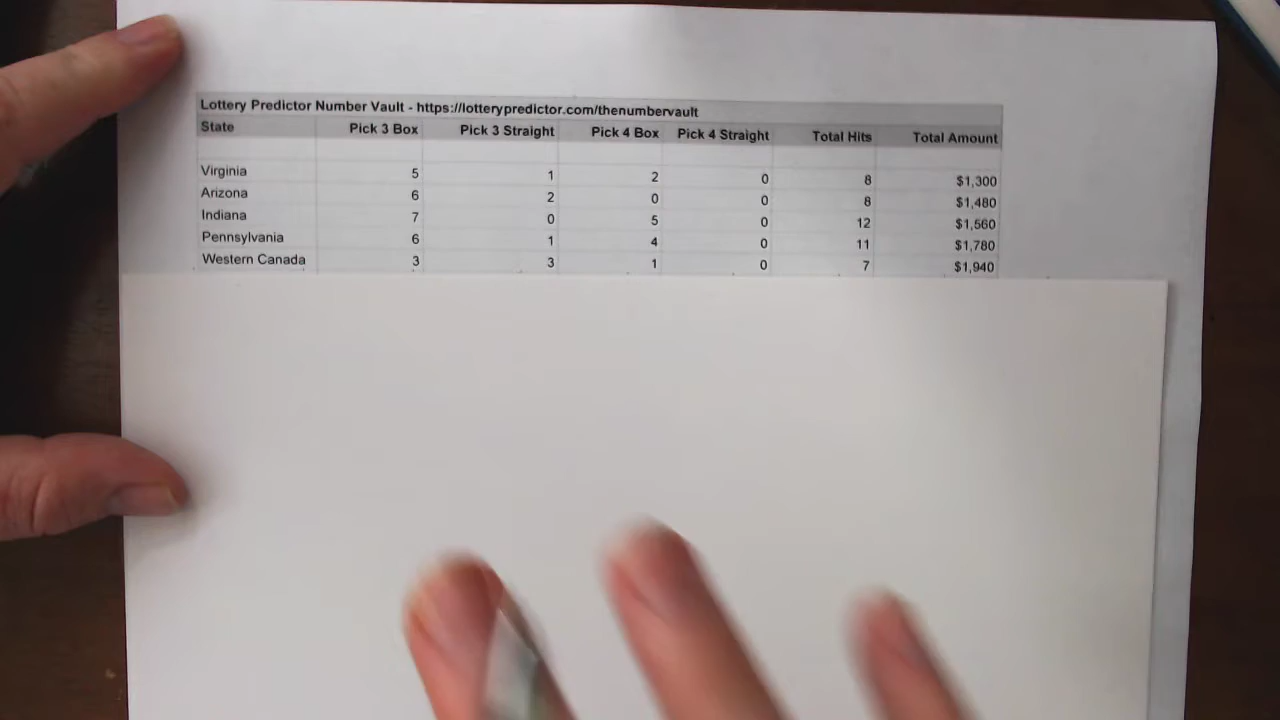 Lottery Predictor Number Vault - https://lotterypredictor.com/thenumbervault
State Pick 3 Box Pick 3 Straight Pick 4 Box Pick 4 Straight Total Hits Total Amount
Virginia 5 1 2 0 8 $1,300
Arizona 6 2 0 0 8 $1,480
Indiana 7 0 5 0 12 $1,560
Pennsylvania 6 1 4 0 11 $1,780
Western Canada 3 3 1 0 7 $1,940